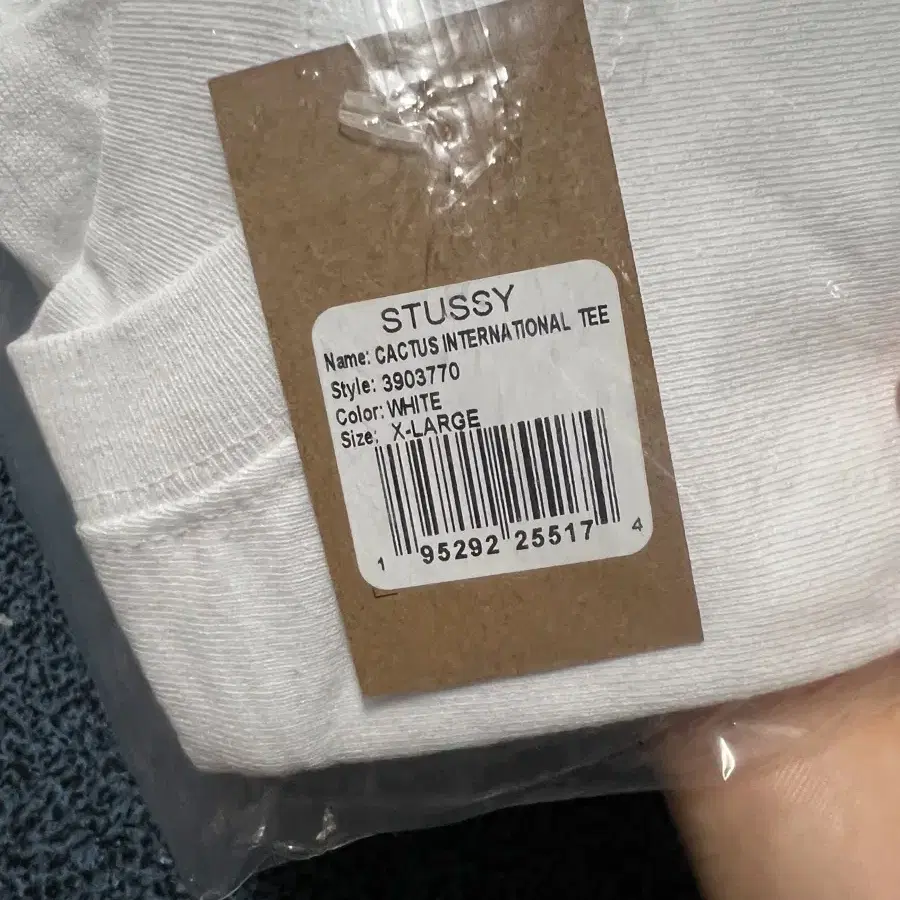 STUSSY
Name: CACTUS INTERNATIONAL TEE
Style: 3903770
Color: WHITE
Size: X-LARGE
1 95292 25517 4